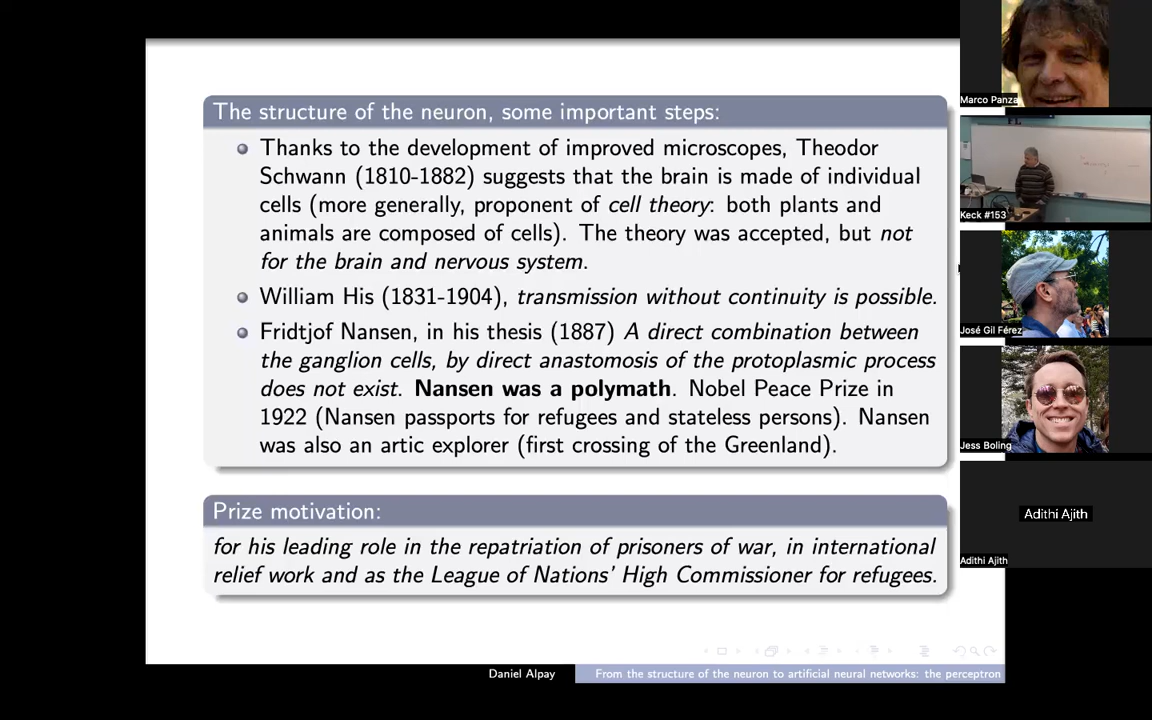 The structure of the neuron, some important steps:
Thanks to the development of improved microscopes, Theodor
Schwann (1810-1882) suggests that the brain is made of individual
cells (more generally, proponent of cell theory: both plants and
animals are composed of cells). The theory was accepted, but not
for the brain and nervous system.
William His (1831-1904), transmission without continuity is possible.
Fridtjof Nansen, in his thesis (1887) A direct combination between
the ganglion cells, by direct anastomosis of the protoplasmic process
does not exist. Nansen was a polymath. Nobel Peace Prize in
1922 (Nansen passports for refugees and stateless persons). Nansen
was also an artic explorer (first crossing of the Greenland).
Prize motivation:
for his leading role in the repatriation of prisoners of war, in international
relief work and as the League of Nations' High Commissioner for refugees.
Daniel Alpay
From the structure of the neuron to artificial neural networks: the perceptron
Marco Panza
Keck #153
José Gil Férez
Jess Boling
Adithi Ajith
Adithi Ajith